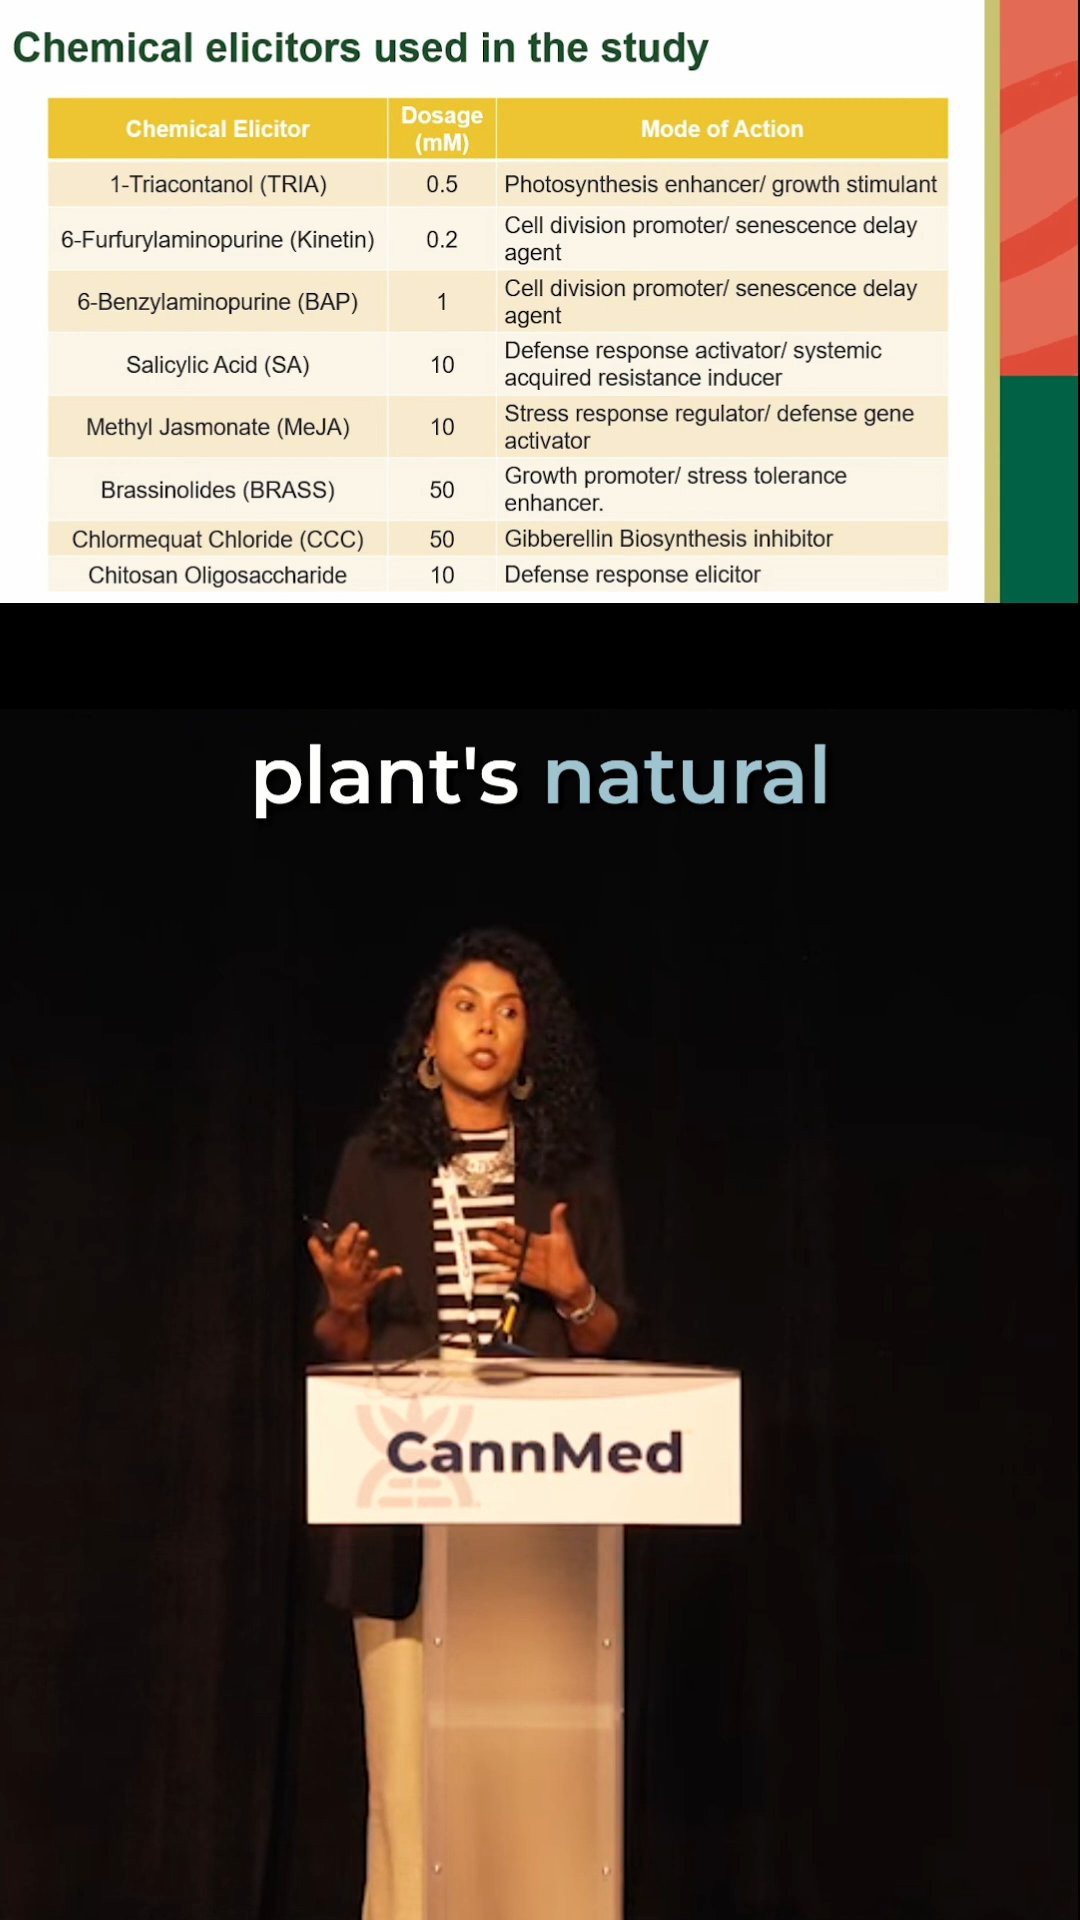 Chemical elicitors used in the study
Chemical Elicitor
Dosage
(mM)
Mode of Action
1-Triacontanol (TRIA)
0.5
Photosynthesis enhancer/ growth stimulant
6-Furfurylaminopurine (Kinetin)
0.2
Cell division promoter/ senescence delay
agent
6-Benzylaminopurine (BAP)
1
Cell division promoter/ senescence delay
agent
Salicylic Acid (SA)
10
Defense response activator/ systemic
acquired resistance inducer
Methyl Jasmonate (MeJA)
10
Stress response regulator/ defense gene
activator
Brassinolides (BRASS)
50
Growth promoter/ stress tolerance
enhancer.
Chlormequat Chloride (CCC)
50
Gibberellin Biosynthesis inhibitor
Chitosan Oligosaccharide
10
Defense response elicitor
plant's natural
CannMed